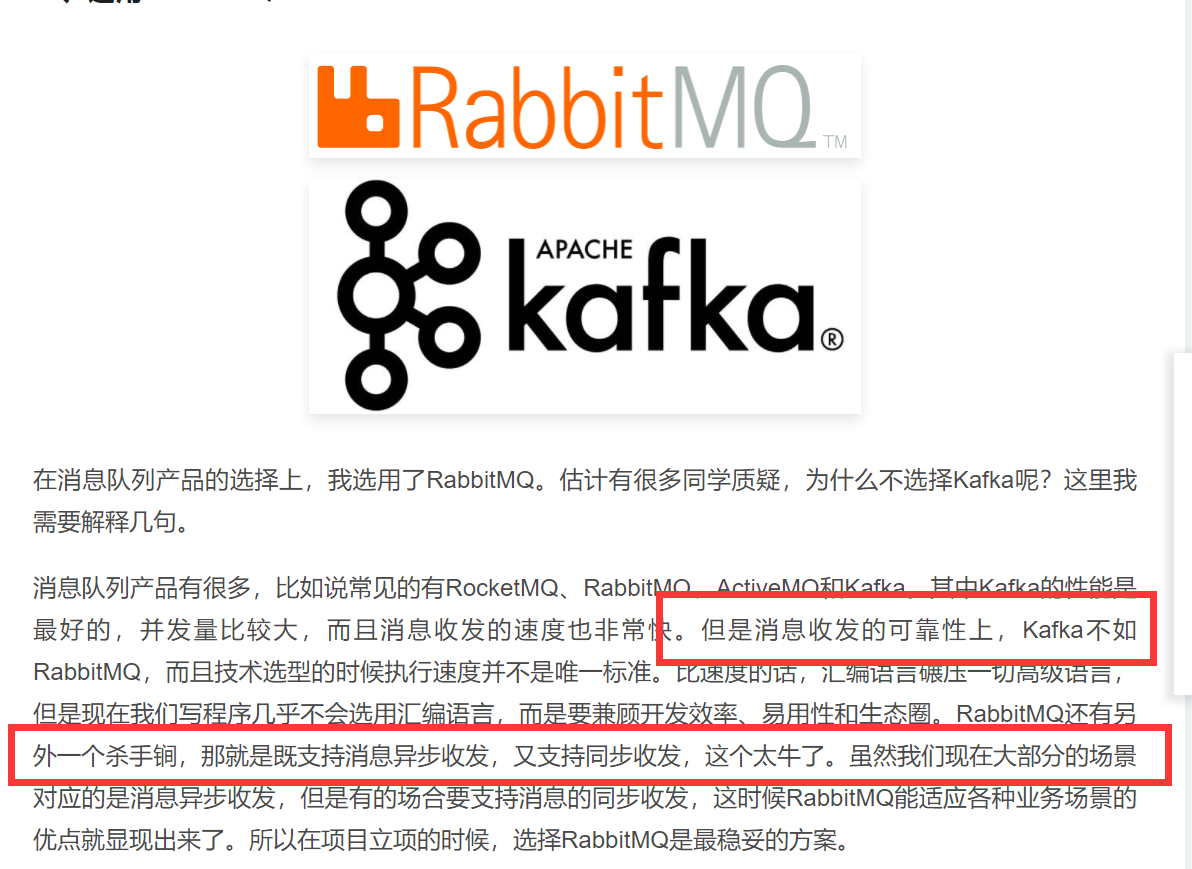 RabbitMQ TM
APACHE
kafka ®
在消息队列产品的选择上，我选用了RabbitMQ。估计有很多同学质疑，为什么不选择Kafka呢？这里我
需要解释几句。
消息队列产品有很多，比如说常见的有RocketMQ、RabbitMQ、ActiveMQ和Kafka，其中Kafka的性能是
最好的，并发量比较大，而且消息收发的速度也非常快。但是消息收发的可靠性上，Kafka不如
RabbitMQ，而且技术选型的时候执行速度并不是唯一标准。比速度的话，汇编语言碾压一切高级语言，
但是现在我们写程序几乎不会选用汇编语言，而是要兼顾开发效率、易用性和生态圈。RabbitMQ还有另
外一个杀手锏，那就是既支持消息异步收发，又支持同步收发，这个太牛了。虽然我们现在大部分的场景
对应的是消息异步收发，但是有的场合要支持消息的同步收发，这时候RabbitMQ能适应各种业务场景的
优点就显现出来了。所以在项目立项的时候，选择RabbitMQ是最稳妥的方案。